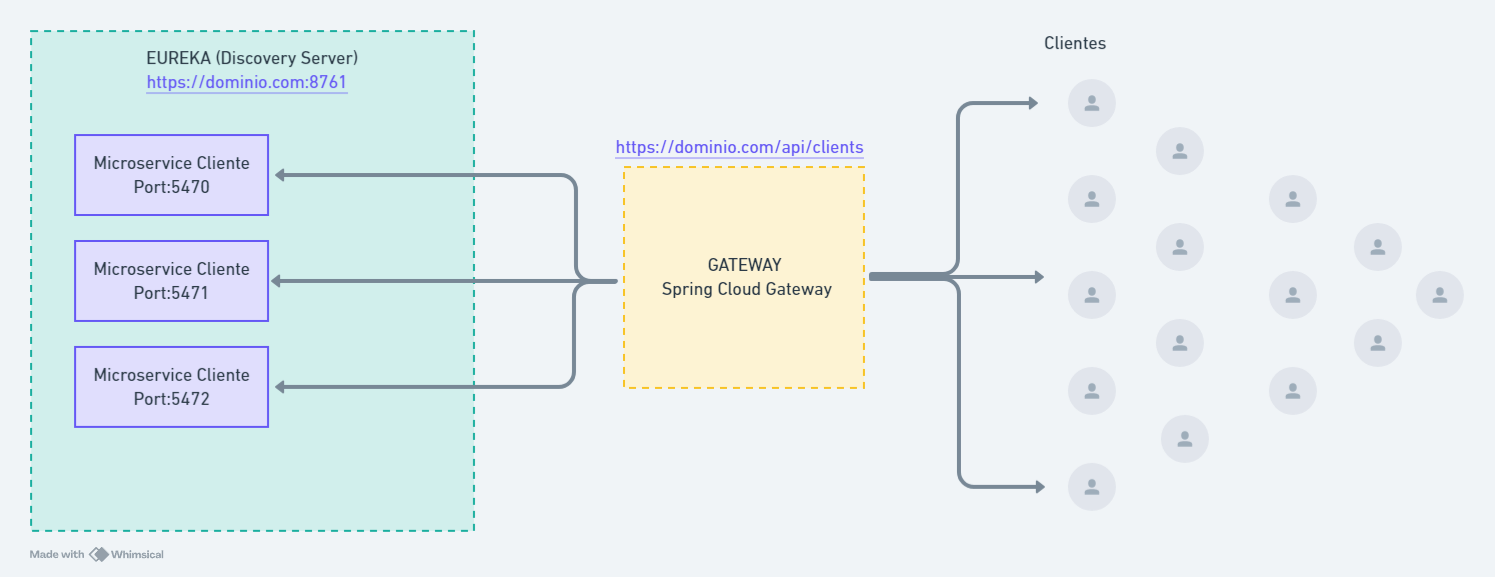 EUREKA (Discovery Server)
https://dominio.com:8761
Microservice Cliente
Port:5470
Microservice Cliente
Port:5471
Microservice Cliente
Port:5472
https://dominio.com/api/clients
GATEWAY
Spring Cloud Gateway
Clientes
Made with Whimsical